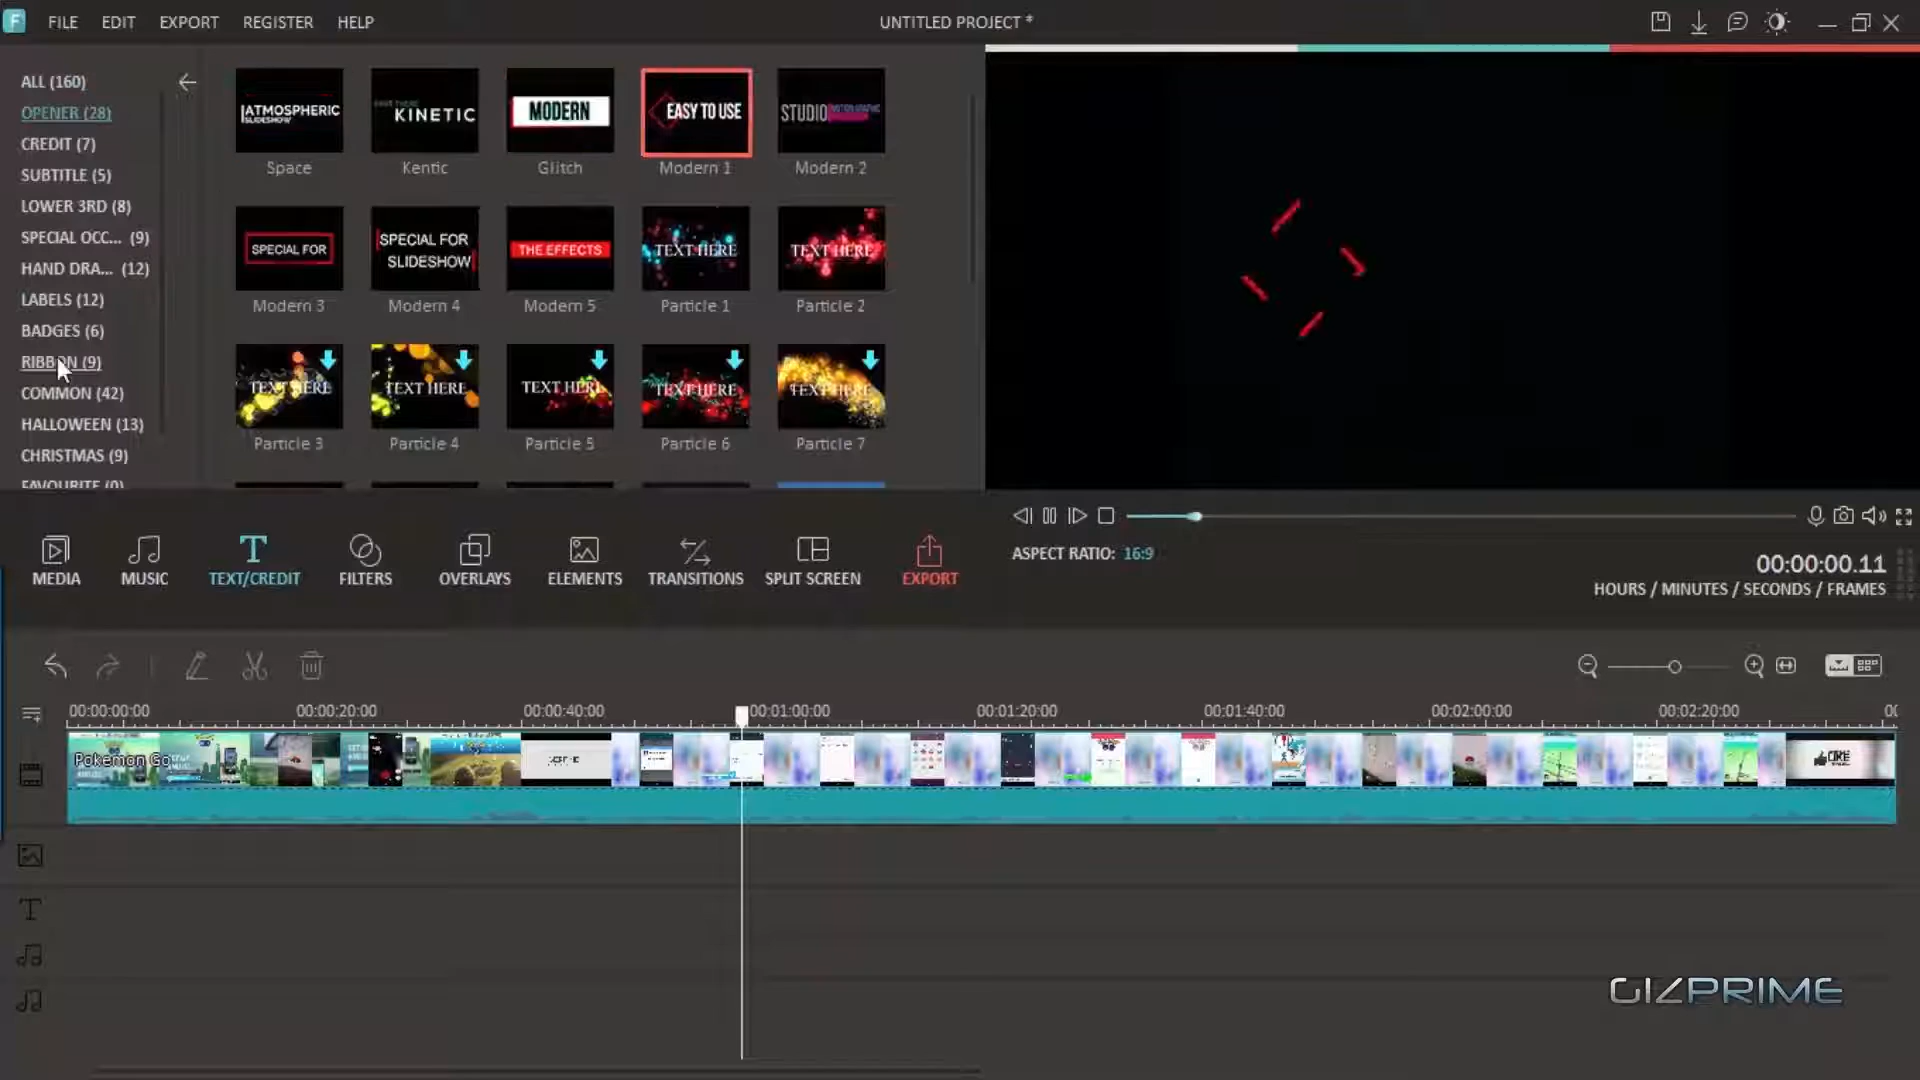 F FILE EDIT EXPORT REGISTER HELP UNTITLED PROJECT *
ALL (160)
OPENER (28)
CREDIT (7)
SUBTITLE (5)
LOWER 3RD (8)
SPECIAL OCC... (9)
HAND DRA... (12)
LABELS (12)
BADGES (6)
RIBBON (9)
COMMON (42)
HALLOWEEN (13)
CHRISTMAS (9)
FAVOURITE (0)
ATMOSPHERIC
SLIDESHOW
KINETIC
MODERN
EASY TO USE
STUDIO MOTION GRAPHIC
Space Kentic Glitch Modern 1 Modern 2
SPECIAL FOR
SPECIAL FOR
SLIDESHOW
THE EFFECTS
TEXT HERE
TEXT HERE
Modern 3 Modern 4 Modern 5 Particle 1 Particle 2
TEXT HERE
TEXT HERE
TEXT HERE
TEXT HERE
TEXT HERE
Particle 3 Particle 4 Particle 5 Particle 6 Particle 7
MEDIA MUSIC TEXT/CREDIT FILTERS OVERLAYS ELEMENTS TRANSITIONS SPLIT SCREEN EXPORT
ASPECT RATIO: 16:9
00:00:00.11
HOURS / MINUTES / SECONDS / FRAMES
00:00:00:00 00:00:20:00 00:00:40:00 00:01:00:00 00:01:20:00 00:01:40:00 00:02:00:00 00:02:20:00
Pokemon Go
LIKE
GIZPRIME